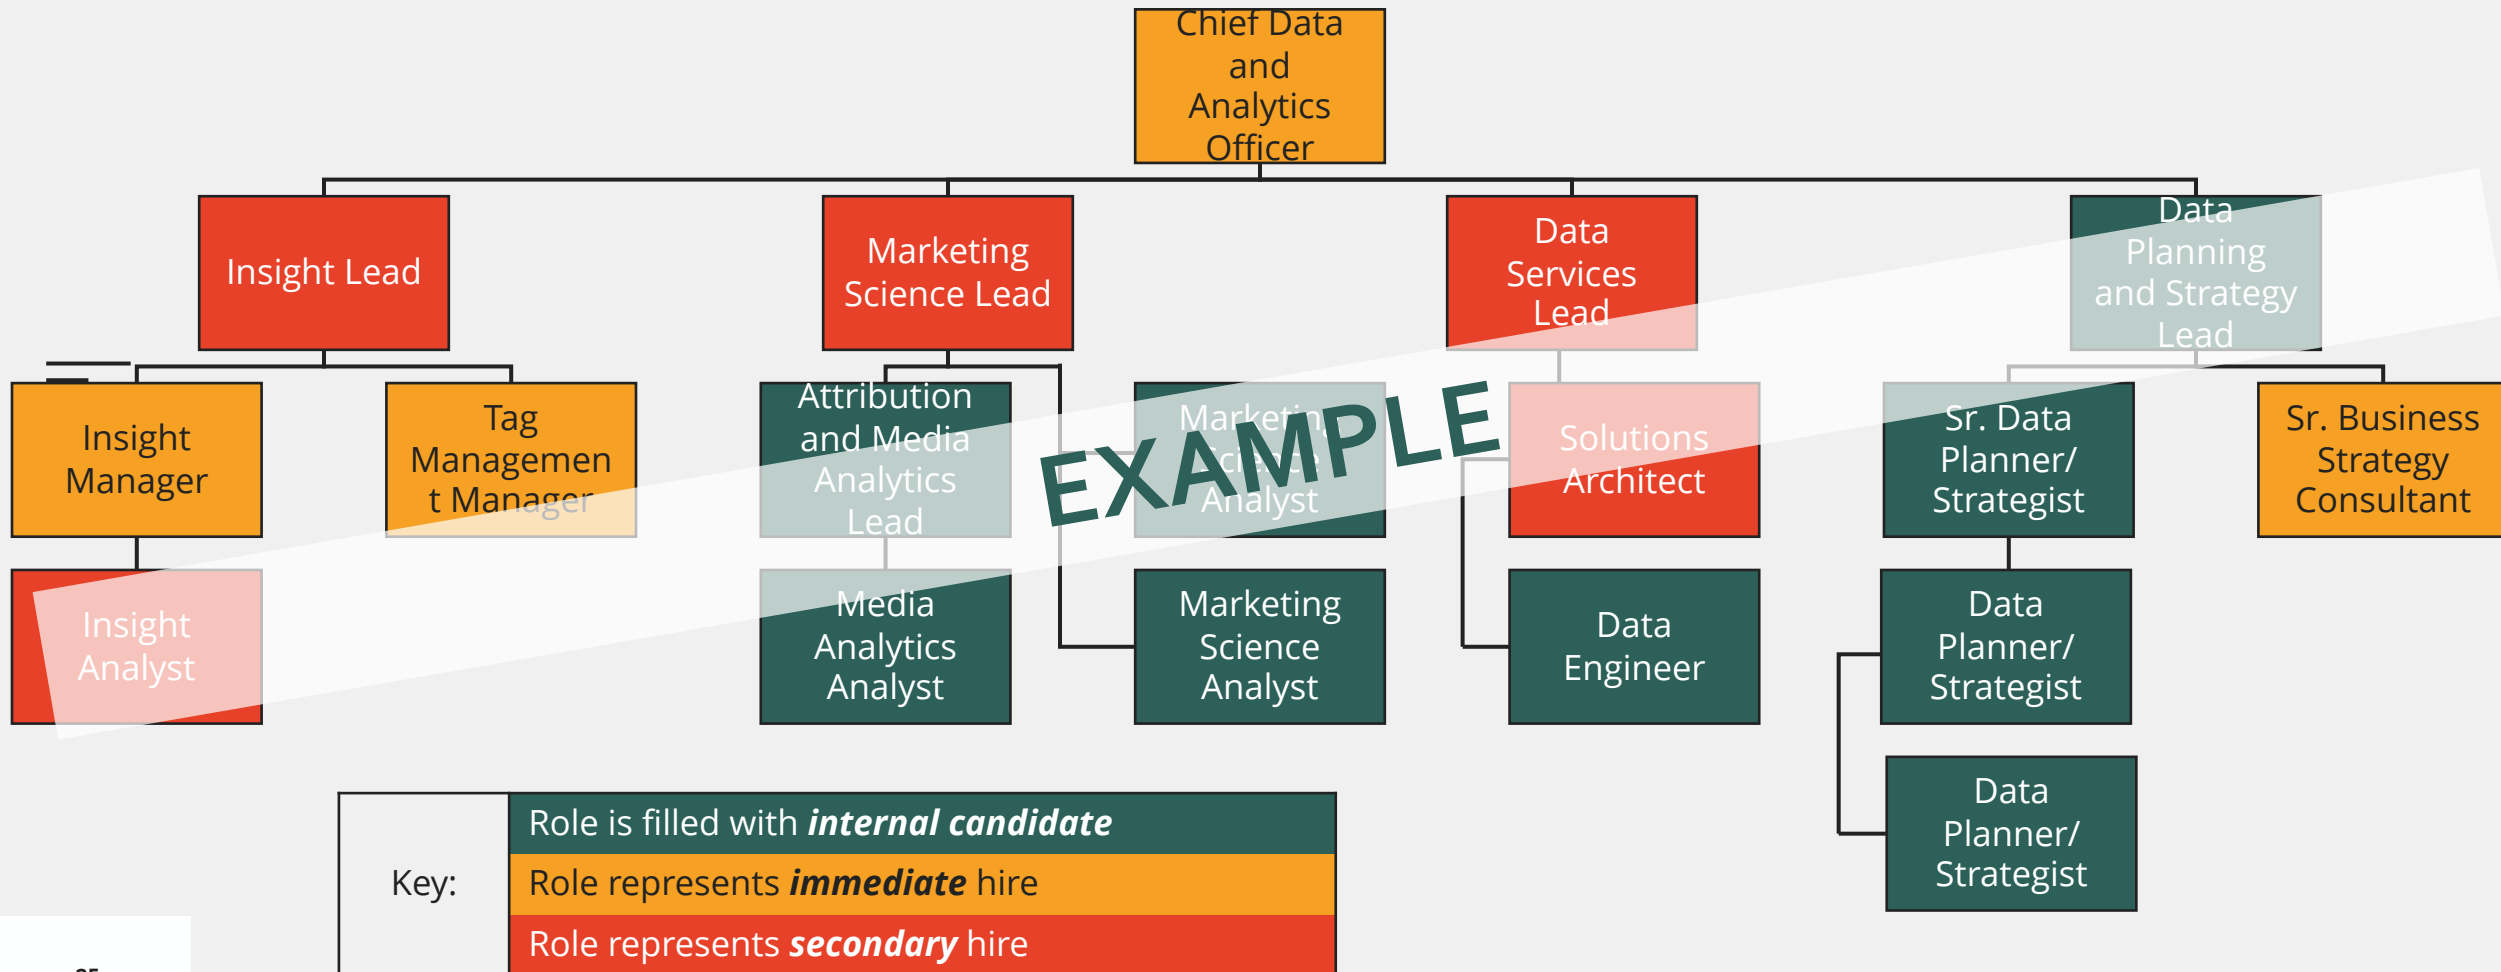 Chief Data
and
Analytics
Officer
Insight Lead
Marketing
Science Lead
Data
Services
Lead
Data
Planning
and Strategy
Lead
Insight
Manager
Tag
Managemen
t Manager
Attribution
and Media
Analytics
Lead
Marketing
Science
Analyst
EXAMPLE
Solutions
Architect
Sr. Data
Planner/
Strategist
Sr. Business
Strategy
Consultant
Insight
Analyst
Media
Analytics
Analyst
Marketing
Science
Analyst
Data
Engineer
Data
Planner/
Strategist
Data
Planner/
Strategist
Key:
Role is filled with internal candidate
Role represents immediate hire
Role represents secondary hire